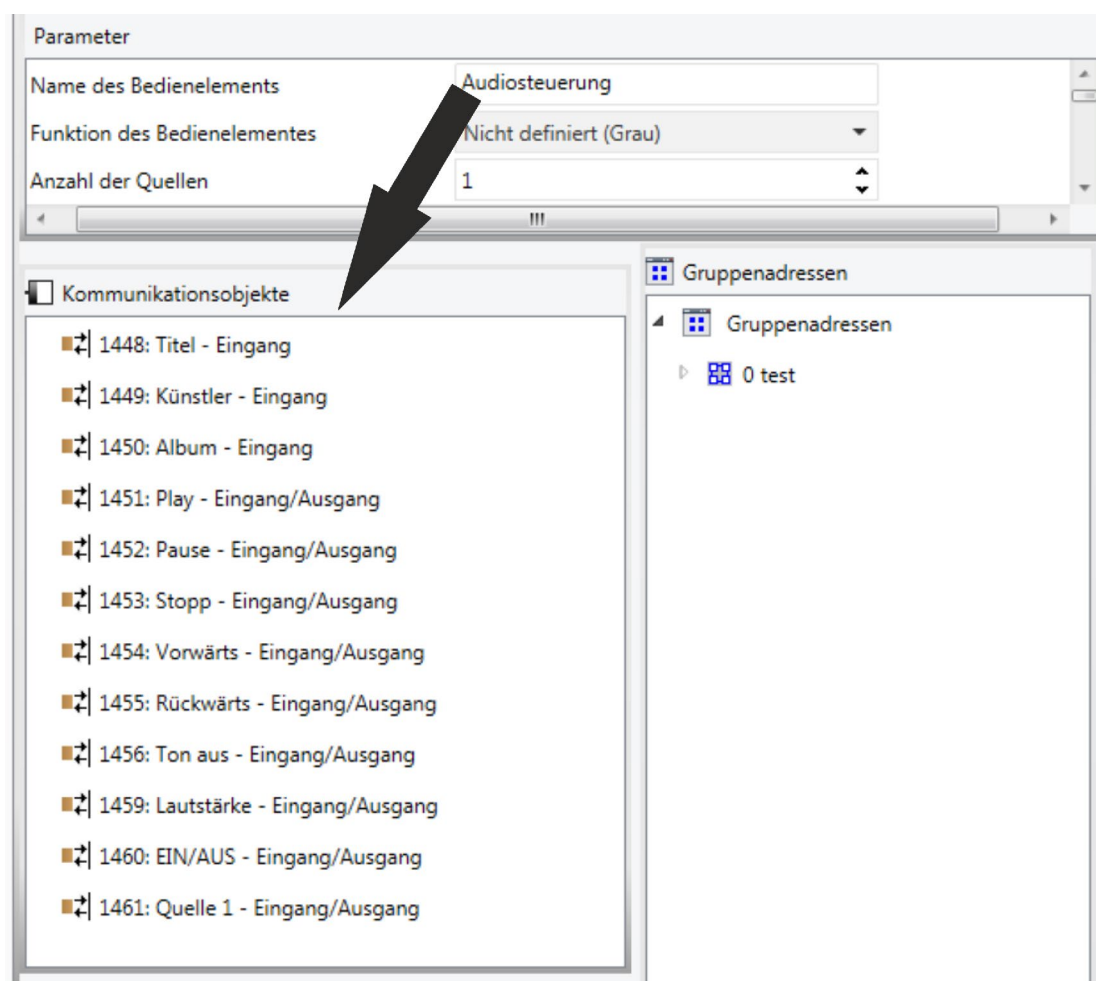 Parameter
Name des Bedienelements Audiosteuerung
Funktion des Bedienelementes Nicht definiert (Grau)
Anzahl der Quellen 1
Kommunikationsobjekte
1448: Titel - Eingang
1449: Künstler - Eingang
1450: Album - Eingang
1451: Play - Eingang/Ausgang
1452: Pause - Eingang/Ausgang
1453: Stopp - Eingang/Ausgang
1454: Vorwärts - Eingang/Ausgang
1455: Rückwärts - Eingang/Ausgang
1456: Ton aus - Eingang/Ausgang
1459: Lautstärke - Eingang/Ausgang
1460: EIN/AUS - Eingang/Ausgang
1461: Quelle 1 - Eingang/Ausgang
Gruppenadressen
Gruppenadressen
0 test